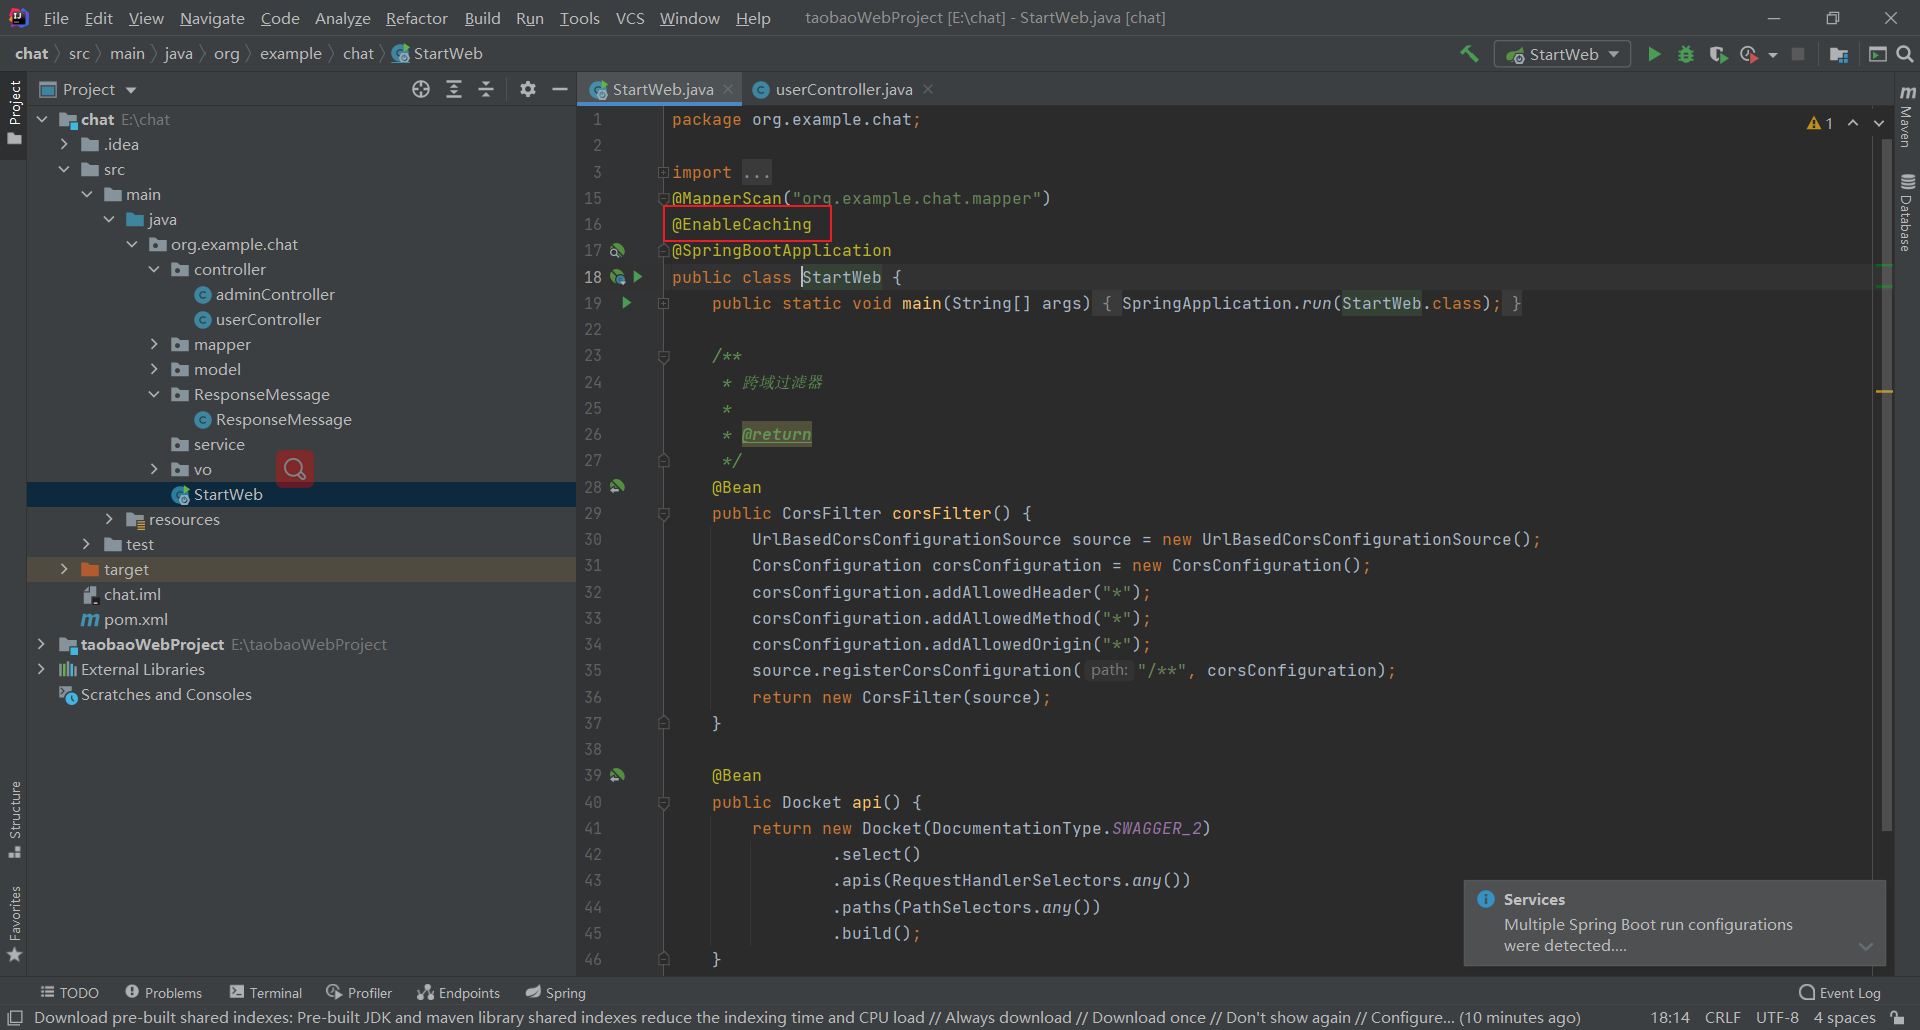 File Edit View Navigate Code Analyze Refactor Build Run Tools VCS Window Help taobaoWebProject [E:\chat] - StartWeb.java [chat]
chat src main java org example chat StartWeb
StartWeb
Project
StartWeb.java
userController.java
Project
Structure
Favorites
Maven
Database
chat E:\chat
.idea
src
main
java
org.example.chat
controller
adminController
userController
mapper
model
ResponseMessage
ResponseMessage
service
vo
StartWeb
resources
test
target
chat.iml
pom.xml
taobaoWebProject E:\taobaoWebProject
External Libraries
Scratches and Consoles
1
1 package org.example.chat;
2
3 import ...
15 @MapperScan("org.example.chat.mapper")
16 @EnableCaching
17 @SpringBootApplication
18 public class StartWeb {
19 public static void main(String[] args) { SpringApplication.run(StartWeb.class); }
22
23 /**
24 * 跨域过滤器
25 *
26 * @return
27 */
28 @Bean
29 public CorsFilter corsFilter() {
30 UrlBasedCorsConfigurationSource source = new UrlBasedCorsConfigurationSource();
31 CorsConfiguration corsConfiguration = new CorsConfiguration();
32 corsConfiguration.addAllowedHeader("*");
33 corsConfiguration.addAllowedMethod("*");
34 corsConfiguration.addAllowedOrigin("*");
35 source.registerCorsConfiguration( path: "/**", corsConfiguration);
36 return new CorsFilter(source);
37 }
38
39 @Bean
40 public Docket api() {
41 return new Docket(DocumentationType.SWAGGER_2)
42 .select()
43 .apis(RequestHandlerSelectors.any())
44 .paths(PathSelectors.any())
45 .build();
46 }
Services
Multiple Spring Boot run configurations
were detected....
TODO Problems Terminal Profiler Endpoints Spring Event Log
Download pre-built shared indexes: Pre-built JDK and maven library shared indexes reduce the indexing time and CPU load // Always download // Download once // Don't show again // Configure... (10 minutes ago) 18:14 CRLF UTF-8 4 spaces